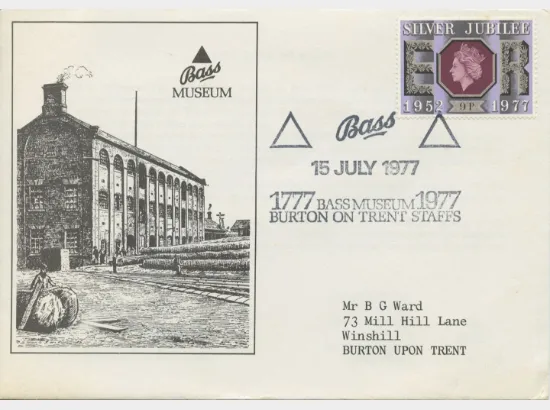 Bass
MUSEUM
SILVER JUBILEE
E R
1952 9P 1977
Bass
15 JULY 1977
1777 BASS MUSEUM 1977
BURTON ON TRENT STAFFS
Mr B G Ward
73 Mill Hill Lane
Winshill
BURTON UPON TRENT